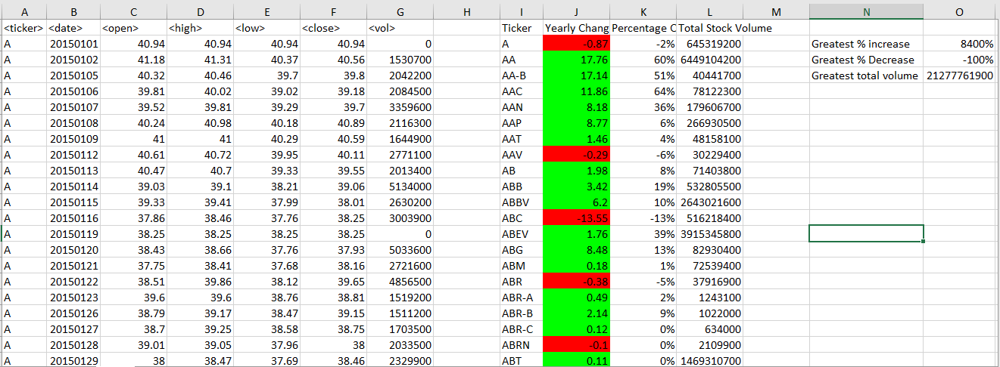 A B C D E F G H I J K L M N O
<ticker> <date> <open> <high> <low> <close> <vol> Ticker Yearly Chang Percentage C Total Stock Volume
A 20150101 40.94 40.94 40.94 40.94 0 A -0.87 -2% 645319200 Greatest % increase 8400%
A 20150102 41.18 41.31 40.37 40.56 1530700 AA 17.76 60% 6449104200 Greatest % Decrease -100%
A 20150105 40.32 40.46 39.7 39.8 2042200 AA-B 17.14 51% 40441700 Greatest total volume 21277761900
A 20150106 39.81 40.02 39.02 39.18 2084500 AAC 11.86 64% 78122300
A 20150107 39.52 39.81 39.29 39.7 3359600 AAN 8.18 36% 179606700
A 20150108 40.24 40.98 40.18 40.89 2116300 AAP 8.77 6% 266930500
A 20150109 41 41 40.29 40.59 1644900 AAT 1.46 4% 48158100
A 20150112 40.61 40.72 39.95 40.11 2771100 AAV -0.29 -6% 30229400
A 20150113 40.47 40.7 39.33 39.55 2013400 AB 1.98 8% 71403800
A 20150114 39.03 39.1 38.21 39.06 5134000 ABB 3.42 19% 532805500
A 20150115 39.33 39.41 37.99 38.01 2630200 ABBV 6.2 10% 2643021600
A 20150116 37.86 38.46 37.76 38.25 3003900 ABC -13.55 -13% 516218400
A 20150119 38.25 38.25 38.25 38.25 0 ABEV 1.76 39% 3915345800
A 20150120 38.43 38.66 37.76 37.93 5033600 ABG 8.48 13% 82930400
A 20150121 37.75 38.41 37.68 38.16 2721600 ABM 0.18 1% 72539400
A 20150122 38.51 39.86 38.12 39.65 4856500 ABR -0.38 -5% 37916900
A 20150123 39.6 39.6 38.76 38.81 1519200 ABR-A 0.49 2% 1243100
A 20150126 38.79 39.17 38.47 39.15 1511200 ABR-B 2.14 9% 1022000
A 20150127 38.7 39.25 38.58 38.75 1703500 ABR-C 0.12 0% 634000
A 20150128 39.01 39.05 37.96 38 2033500 ABRN -0.1 0% 2109900
A 20150129 38 38.47 37.69 38.46 2329900 ABT 0.11 0% 1469310700